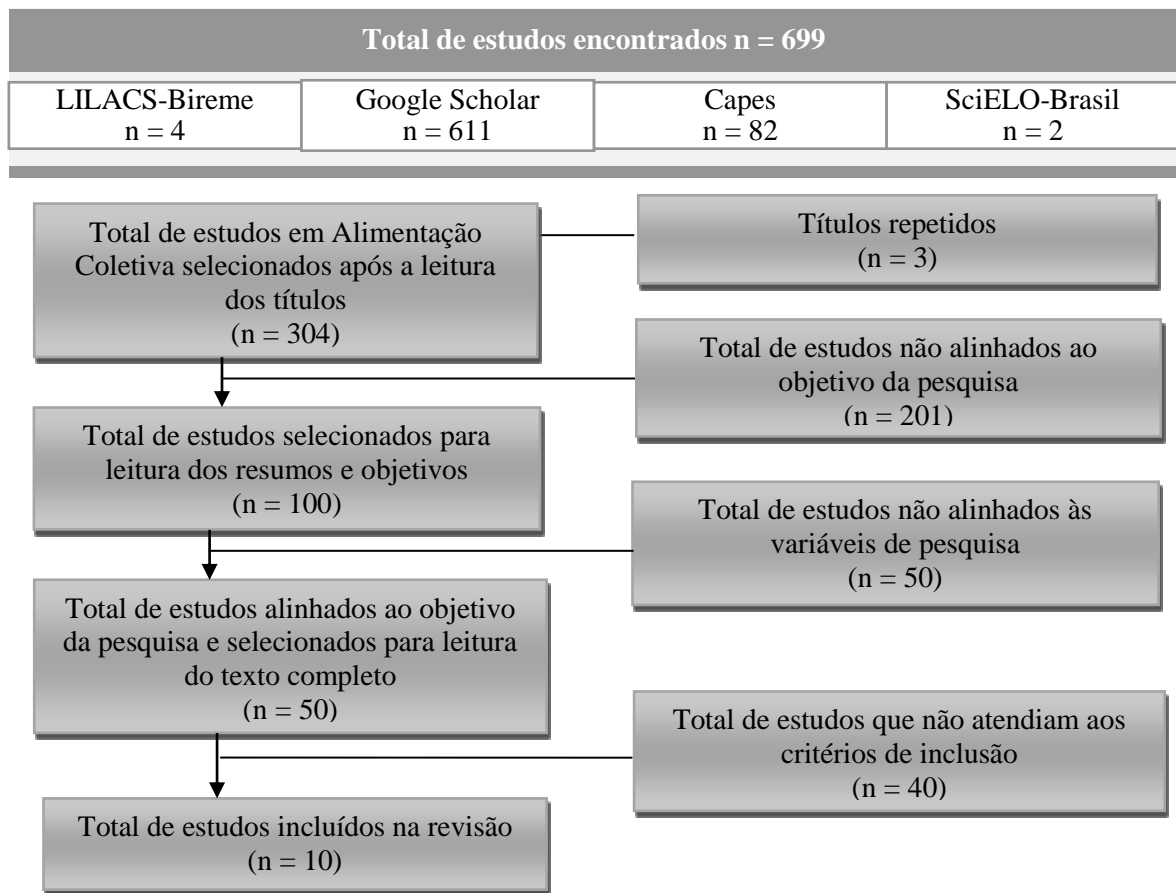 Total de estudos encontrados n = 699
LILACS-Bireme
n = 4
Google Scholar
n = 611
Capes
n = 82
SciELO-Brasil
n = 2
Total de estudos em Alimentação
Coletiva selecionados após a leitura
dos títulos
(n = 304)
Títulos repetidos
(n = 3)
Total de estudos não alinhados ao
objetivo da pesquisa
(n = 201)
Total de estudos selecionados para
leitura dos resumos e objetivos
(n = 100)
Total de estudos não alinhados às
variáveis de pesquisa
(n = 50)
Total de estudos alinhados ao objetivo
da pesquisa e selecionados para leitura
do texto completo
(n = 50)
Total de estudos que não atendiam aos
critérios de inclusão
(n = 40)
Total de estudos incluídos na revisão
(n = 10)